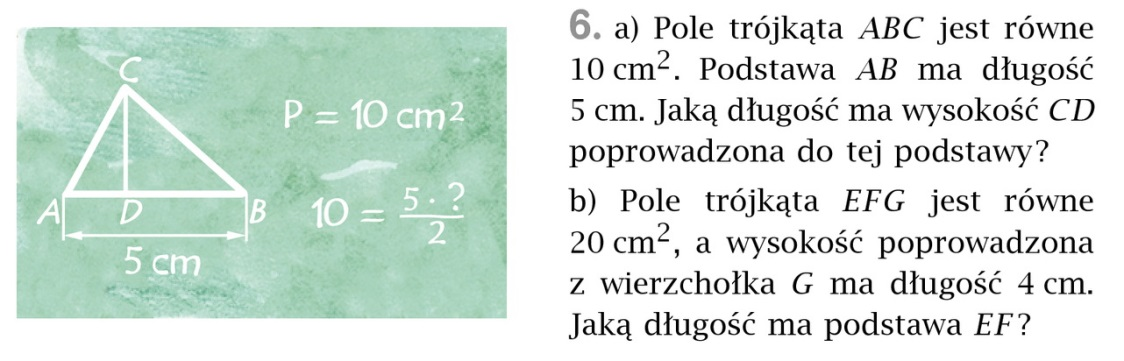 C
P = 10 cm²
A D B
10 = 5 · ? / 2
5 cm
6. a) Pole trójkąta ABC jest równe
10 cm². Podstawa AB ma długość
5 cm. Jaką długość ma wysokość CD
poprowadzona do tej podstawy?
b) Pole trójkąta EFG jest równe
20 cm², a wysokość poprowadzona
z wierzchołka G ma długość 4 cm.
Jaką długość ma podstawa EF?